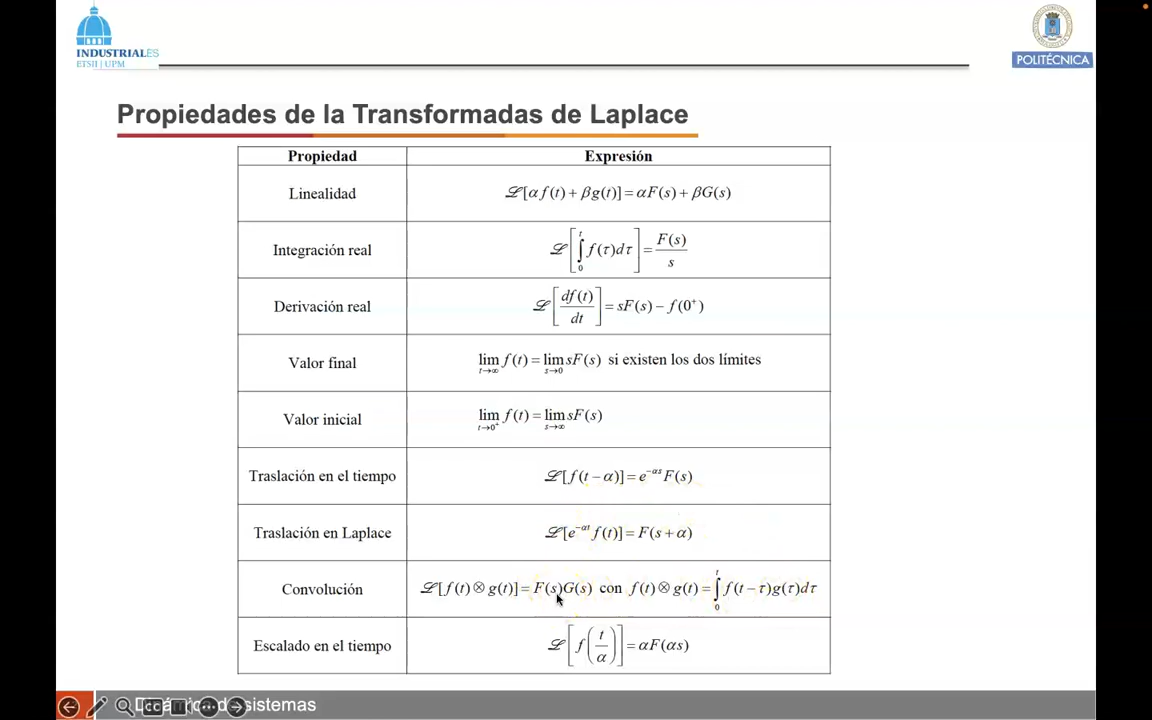 INDUSTRIALES
ETSII | UPM
POLITÉCNICA
Propiedades de la Transformadas de Laplace
Propiedad Expresión
Linealidad ℒ[αf(t) + βg(t)] = αF(s) + βG(s)
Integración real ℒ[∫₀ᵗ f(τ)dτ] = F(s)/s
Derivación real ℒ[df(t)/dt] = sF(s) − f(0⁺)
Valor final lim_{t→∞} f(t) = lim_{s→0} sF(s) si existen los dos límites
Valor inicial lim_{t→0⁺} f(t) = lim_{s→∞} sF(s)
Traslación en el tiempo ℒ[f(t − α)] = e^{−αs}F(s)
Traslación en Laplace ℒ[e^{−αt} f(t)] = F(s + α)
Convolución ℒ[f(t) ⊗ g(t)] = F(s)G(s) con f(t) ⊗ g(t) = ∫₀ᵗ f(t − τ)g(τ)dτ
Escalado en el tiempo ℒ[f(t/α)] = αF(αs)
sistemas